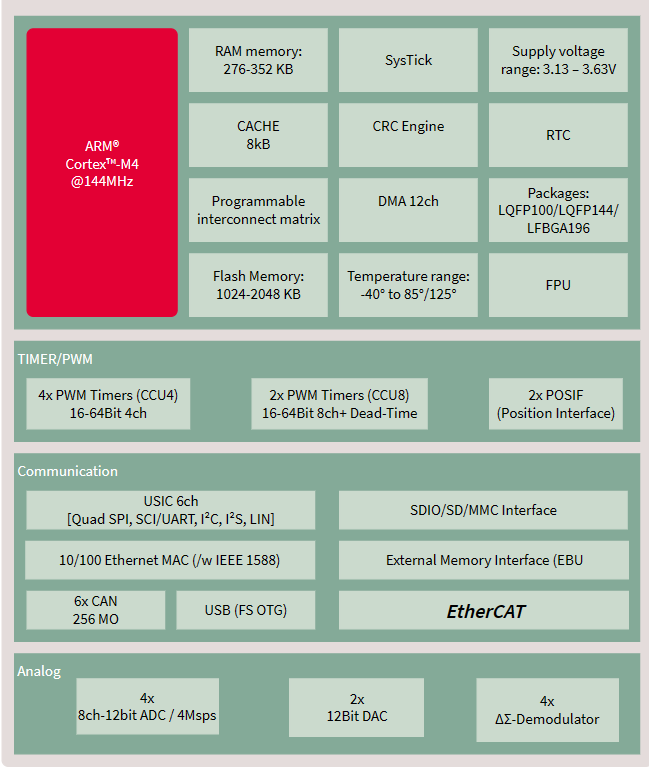 ARM®
Cortex™-M4
@144MHz
RAM memory:
276-352 KB
SysTick
Supply voltage
range: 3.13 – 3.63V
CACHE
8kB
CRC Engine
RTC
Programmable
interconnect matrix
DMA 12ch
Packages:
LQFP100/LQFP144/
LFBGA196
Flash Memory:
1024-2048 KB
Temperature range:
-40° to 85°/125°
FPU
TIMER/PWM
4x PWM Timers (CCU4)
16-64Bit 4ch
2x PWM Timers (CCU8)
16-64Bit 8ch+ Dead-Time
2x POSIF
(Position Interface)
Communication
USIC 6ch
[Quad SPI, SCI/UART, I²C, I²S, LIN]
SDIO/SD/MMC Interface
10/100 Ethernet MAC (/w IEEE 1588)
External Memory Interface (EBU
6x CAN
256 MO
USB (FS OTG)
EtherCAT
Analog
4x
8ch-12bit ADC / 4Msps
2x
12Bit DAC
4x
ΔΣ-Demodulator